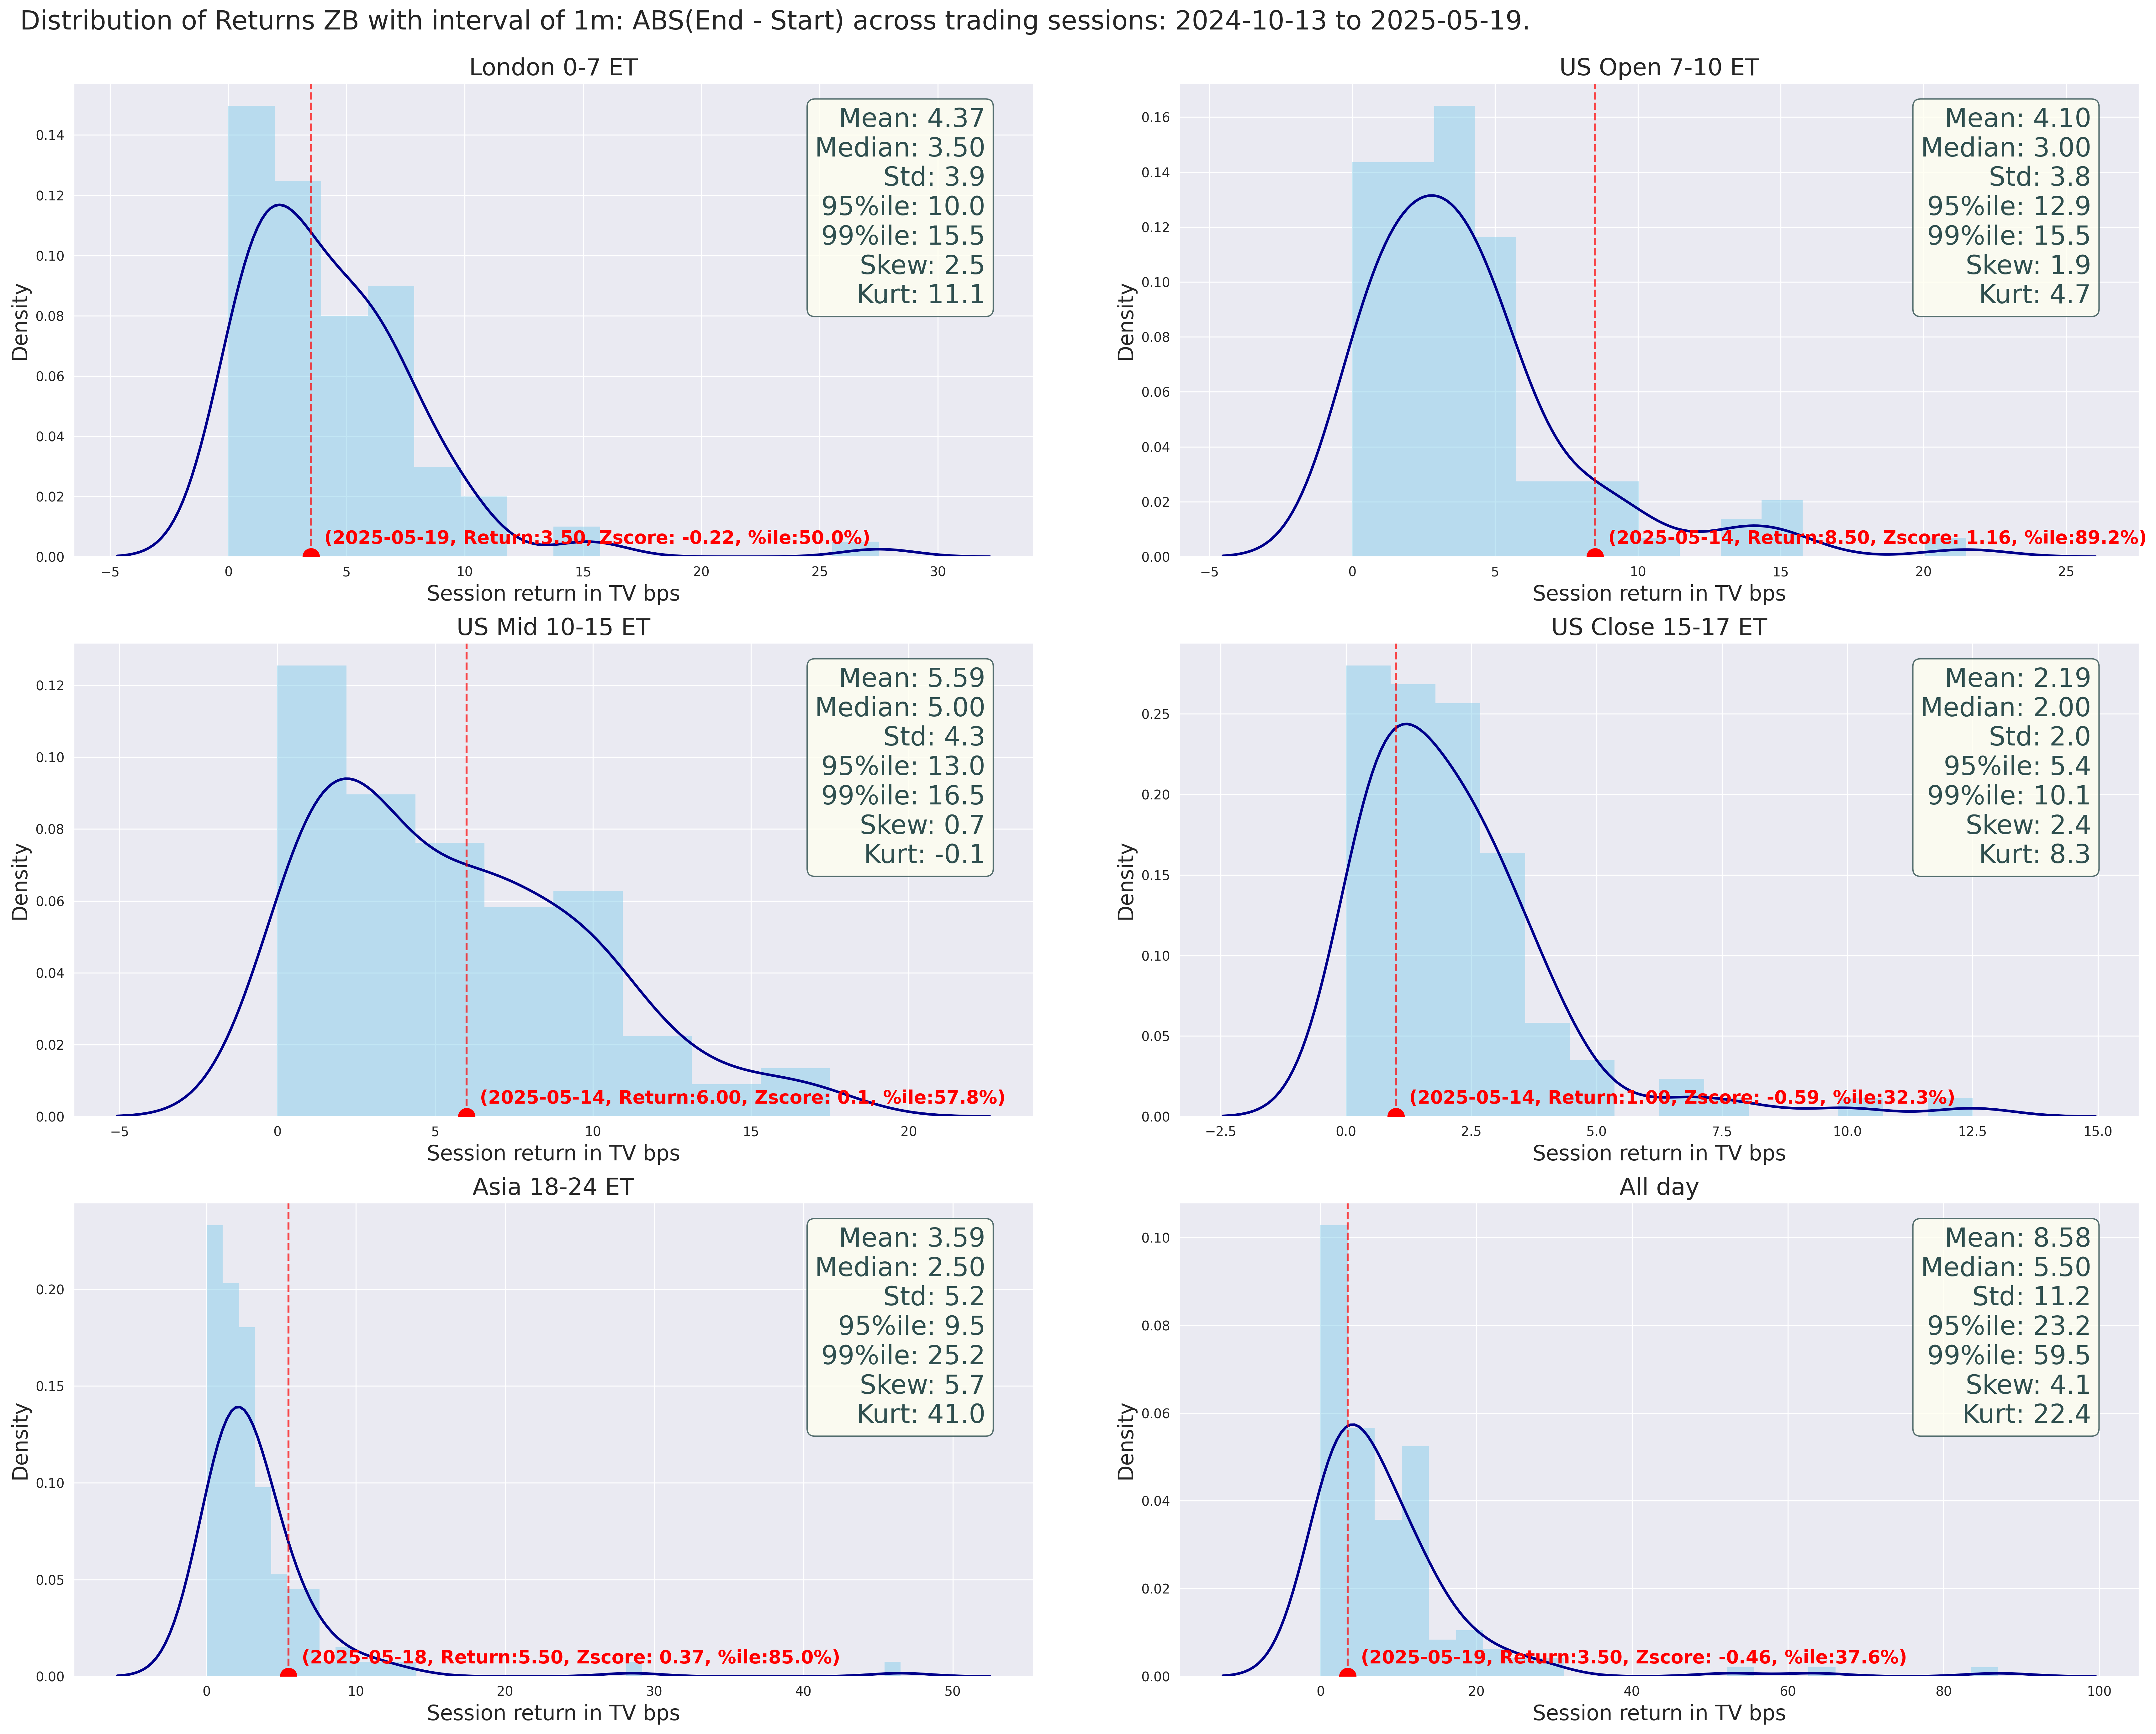 Distribution of Returns ZB with interval of 1m: ABS(End - Start) across trading sessions: 2024-10-13 to 2025-05-19.
London 0-7 ET
Mean: 4.37
Median: 3.50
Std: 3.9
95%ile: 10.0
99%ile: 15.5
Skew: 2.5
Kurt: 11.1
Density
0.14
0.12
0.10
0.08
0.06
0.04
0.02
0.00
(2025-05-19, Return:3.50, Zscore: -0.22, %ile:50.0%)
−5 0 5 10 15 20 25 30
Session return in TV bps
US Open 7-10 ET
Mean: 4.10
Median: 3.00
Std: 3.8
95%ile: 12.9
99%ile: 15.5
Skew: 1.9
Kurt: 4.7
Density
0.16
0.14
0.12
0.10
0.08
0.06
0.04
0.02
0.00
(2025-05-14, Return:8.50, Zscore: 1.16, %ile:89.2%)
−5 0 5 10 15 20 25
Session return in TV bps
US Mid 10-15 ET
Mean: 5.59
Median: 5.00
Std: 4.3
95%ile: 13.0
99%ile: 16.5
Skew: 0.7
Kurt: -0.1
Density
0.12
0.10
0.08
0.06
0.04
0.02
0.00
(2025-05-14, Return:6.00, Zscore: 0.1, %ile:57.8%)
−5 0 5 10 15 20
Session return in TV bps
US Close 15-17 ET
Mean: 2.19
Median: 2.00
Std: 2.0
95%ile: 5.4
99%ile: 10.1
Skew: 2.4
Kurt: 8.3
Density
0.25
0.20
0.15
0.10
0.05
0.00
(2025-05-14, Return:1.00, Zscore: -0.59, %ile:32.3%)
−2.5 0.0 2.5 5.0 7.5 10.0 12.5 15.0
Session return in TV bps
Asia 18-24 ET
Mean: 3.59
Median: 2.50
Std: 5.2
95%ile: 9.5
99%ile: 25.2
Skew: 5.7
Kurt: 41.0
Density
0.20
0.15
0.10
0.05
0.00
(2025-05-18, Return:5.50, Zscore: 0.37, %ile:85.0%)
0 10 20 30 40 50
Session return in TV bps
All day
Mean: 8.58
Median: 5.50
Std: 11.2
95%ile: 23.2
99%ile: 59.5
Skew: 4.1
Kurt: 22.4
Density
0.10
0.08
0.06
0.04
0.02
0.00
(2025-05-19, Return:3.50, Zscore: -0.46, %ile:37.6%)
0 20 40 60 80 100
Session return in TV bps